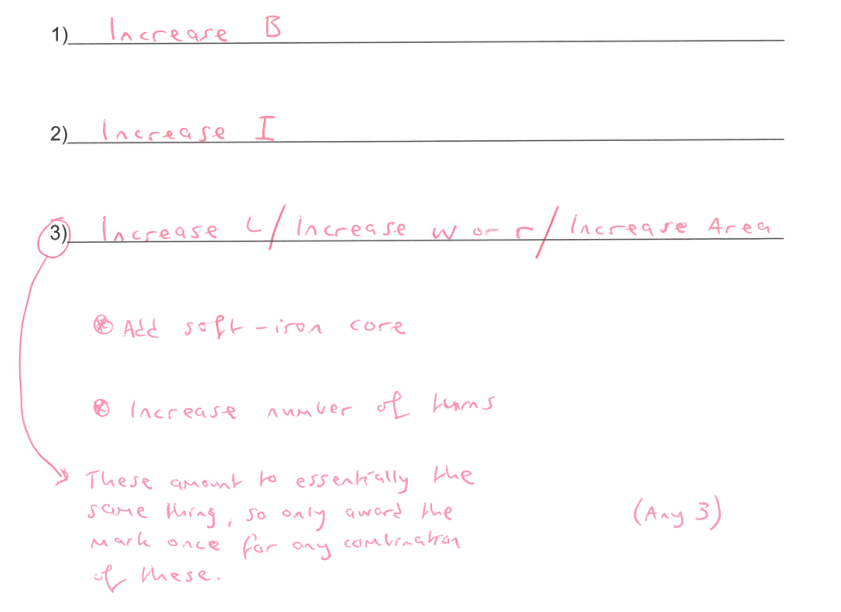 1) Increase B
2) Increase I
3) Increase L/Increase w or r/Increase Area
Add soft-iron core
Increase number of turns
These amount to essentially the
same thing, so only award the
mark once for any combination
of these.
(Any 3)